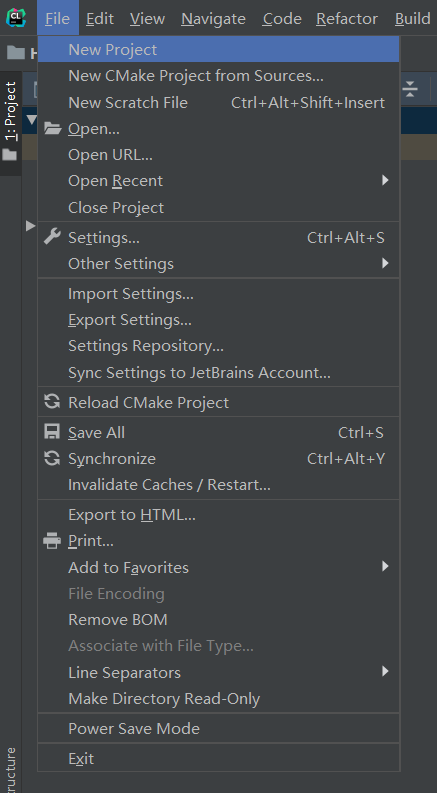 CL File Edit View Navigate Code Refactor Build
H
1: Project
New Project
New CMake Project from Sources...
New Scratch File Ctrl+Alt+Shift+Insert
Open...
Open URL...
Open Recent
Close Project
Settings... Ctrl+Alt+S
Other Settings
Import Settings...
Export Settings...
Settings Repository...
Sync Settings to JetBrains Account...
Reload CMake Project
Save All Ctrl+S
Synchronize Ctrl+Alt+Y
Invalidate Caches / Restart...
Export to HTML...
Print...
Add to Favorites
File Encoding
Remove BOM
Associate with File Type...
Line Separators
Make Directory Read-Only
Power Save Mode
Exit
ructure